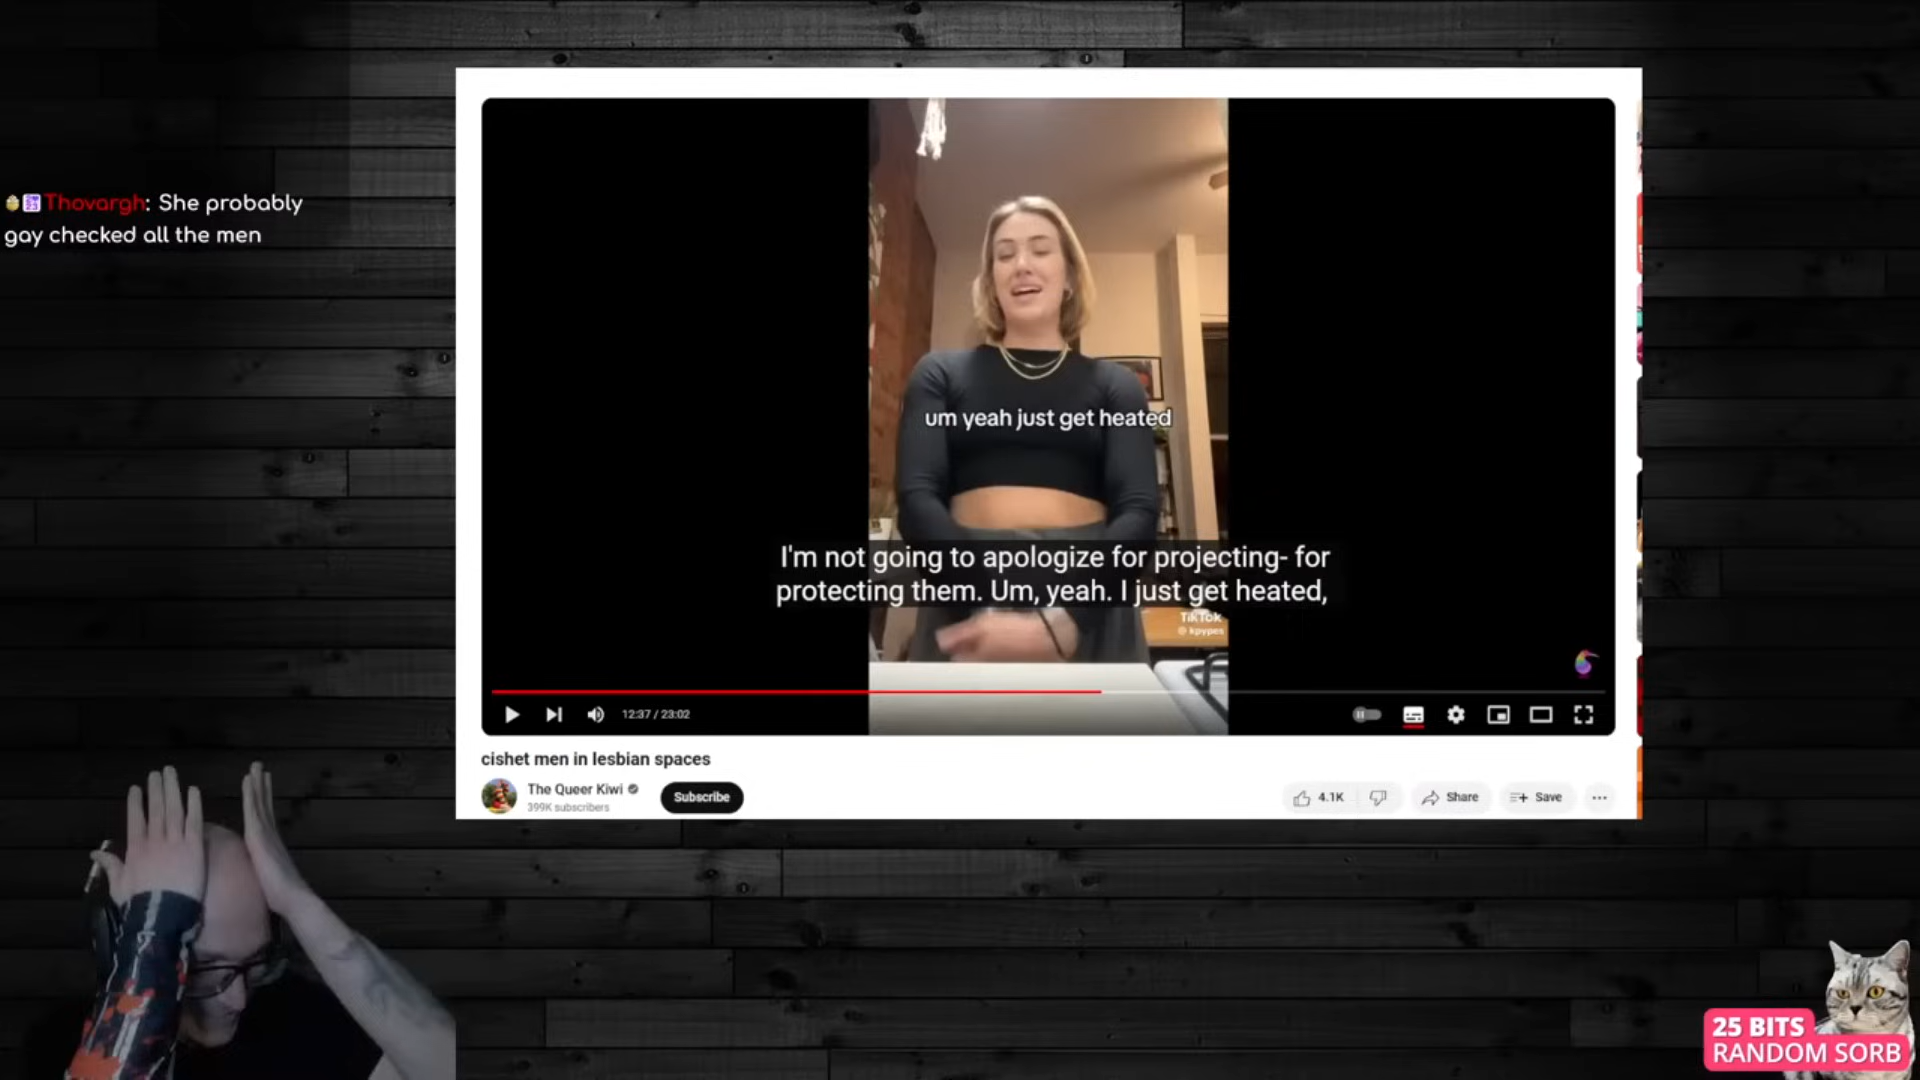 Thovargh: She probably
gay checked all the men
um yeah just get heated
I'm not going to apologize for projecting- for
protecting them. Um, yeah. I just get heated,
TikTok
@ kpypes
12:37 / 23:02
cishet men in lesbian spaces
The Queer Kiwi
399K subscribers
Subscribe
4.1K
Share
Save
25 BITS
RANDOM SORB